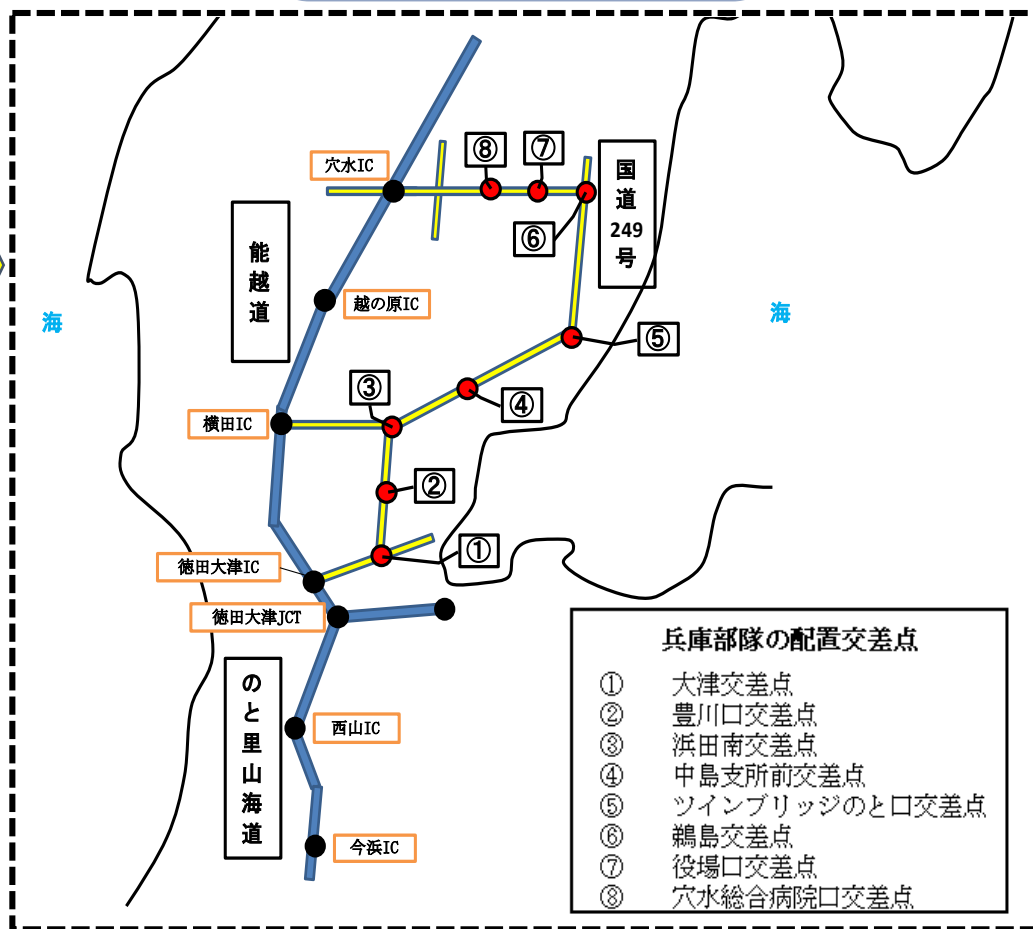 穴水IC
⑧
⑦
国道249号
⑥
能越道
海
越の原IC
海
⑤
③
④
横田IC
②
①
徳田大津IC
徳田大津JCT
のと里山海道
西山IC
今浜IC
兵庫部隊の配置交差点
① 大津交差点
② 豊川口交差点
③ 浜田南交差点
④ 中島支所前交差点
⑤ ツインブリッジのと口交差点
⑥ 鵜島交差点
⑦ 役場口交差点
⑧ 穴水総合病院口交差点